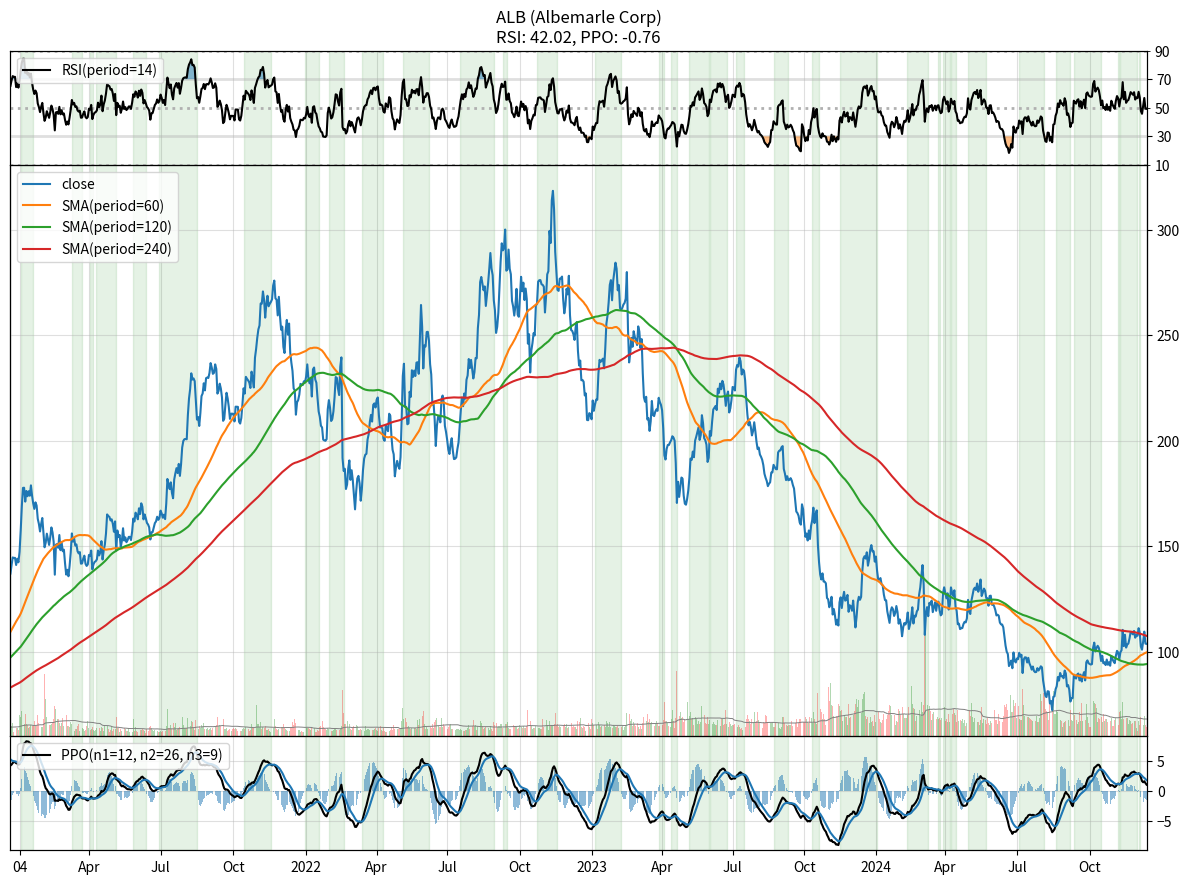 ALB (Albemarle Corp)
RSI: 42.02, PPO: -0.76
RSI(period=14)
90
70
50
30
10
close
SMA(period=60)
SMA(period=120)
SMA(period=240)
300
250
200
150
100
PPO(n1=12, n2=26, n3=9)
5
0
−5
04 Apr Jul Oct 2022 Apr Jul Oct 2023 Apr Jul Oct 2024 Apr Jul Oct